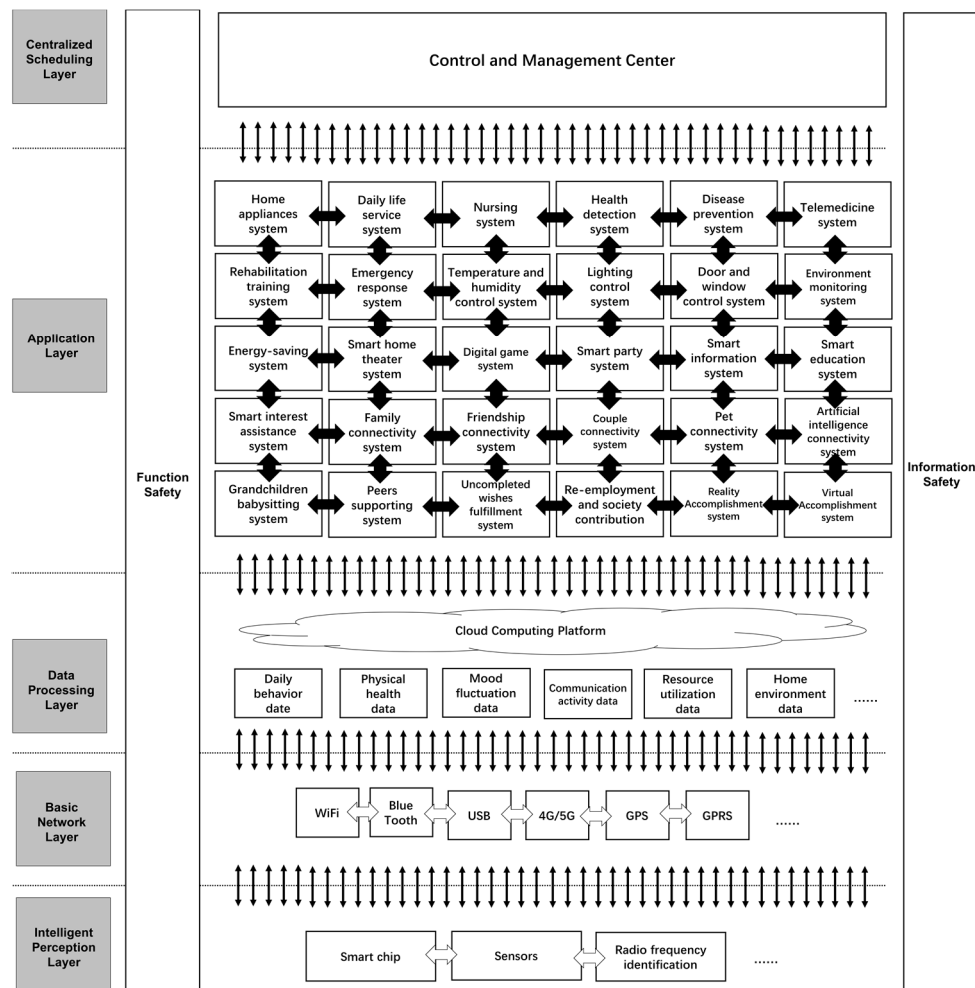 Centralized
Scheduling
Layer
Control and Management Center
Home
appliances
system
Daily life
service
system
Nursing
system
Health
detection
system
Disease
prevention
system
Telemedicine
system
Rehabilitation
training
system
Emergency
response
system
Temperature and
humidity
control system
Lighting
control
system
Door and
window
control system
Environment
monitoring
system
Application
Layer
Energy-saving
system
Smart home
theater
system
Digital game
system
Smart party
system
Smart
information
system
Smart
education
system
Smart interest
assistance
system
Family
connectivity
system
Friendship
connectivity
system
Couple
connectivity
system
Pet
connectivity
system
Artificial
intelligence
connectivity
system
Function
Safety
Information
Safety
Grandchildren
babysitting
system
Peers
supporting
system
Uncompleted
wishes
fulfillment
system
Re-employment
and society
contribution
Reality
Accomplishment
system
Virtual
Accomplishment
system
Cloud Computing Platform
Data
Processing
Layer
Daily
behavior
date
Physical
health
data
Mood
fluctuation
data
Communication
activity data
Resource
utilization
data
Home
environment
data
......
Basic
Network
Layer
WiFi
Blue
Tooth
USB
4G/5G
GPS
GPRS
......
Intelligent
Perception
Layer
Smart chip
Sensors
Radio frequency
identification
......